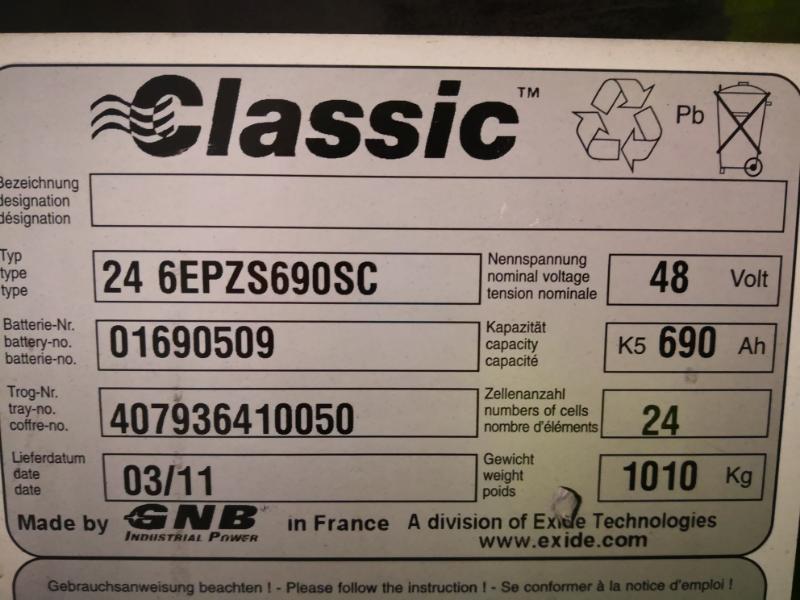 Classic™
Pb
Bezeichnung
designation
désignation
Typ
type
type
24 6EPZS690SC
Nennspannung
nominal voltage
tension nominale
48 Volt
Batterie-Nr.
battery-no.
batterie-no.
01690509
Kapazität
capacity
capacité
K5 690 Ah
Trog-Nr.
tray-no.
coffre-no.
407936410050
Zellenanzahl
numbers of cells
nombre d'éléments
24
Lieferdatum
date
date
03/11
Gewicht
weight
poids
1010 Kg
Made by GNB INDUSTRIAL POWER in France A division of Exide Technologies
www.exide.com
Gebrauchsanweisung beachten ! - Please follow the instruction ! - Se conformer à la notice d'emploi !